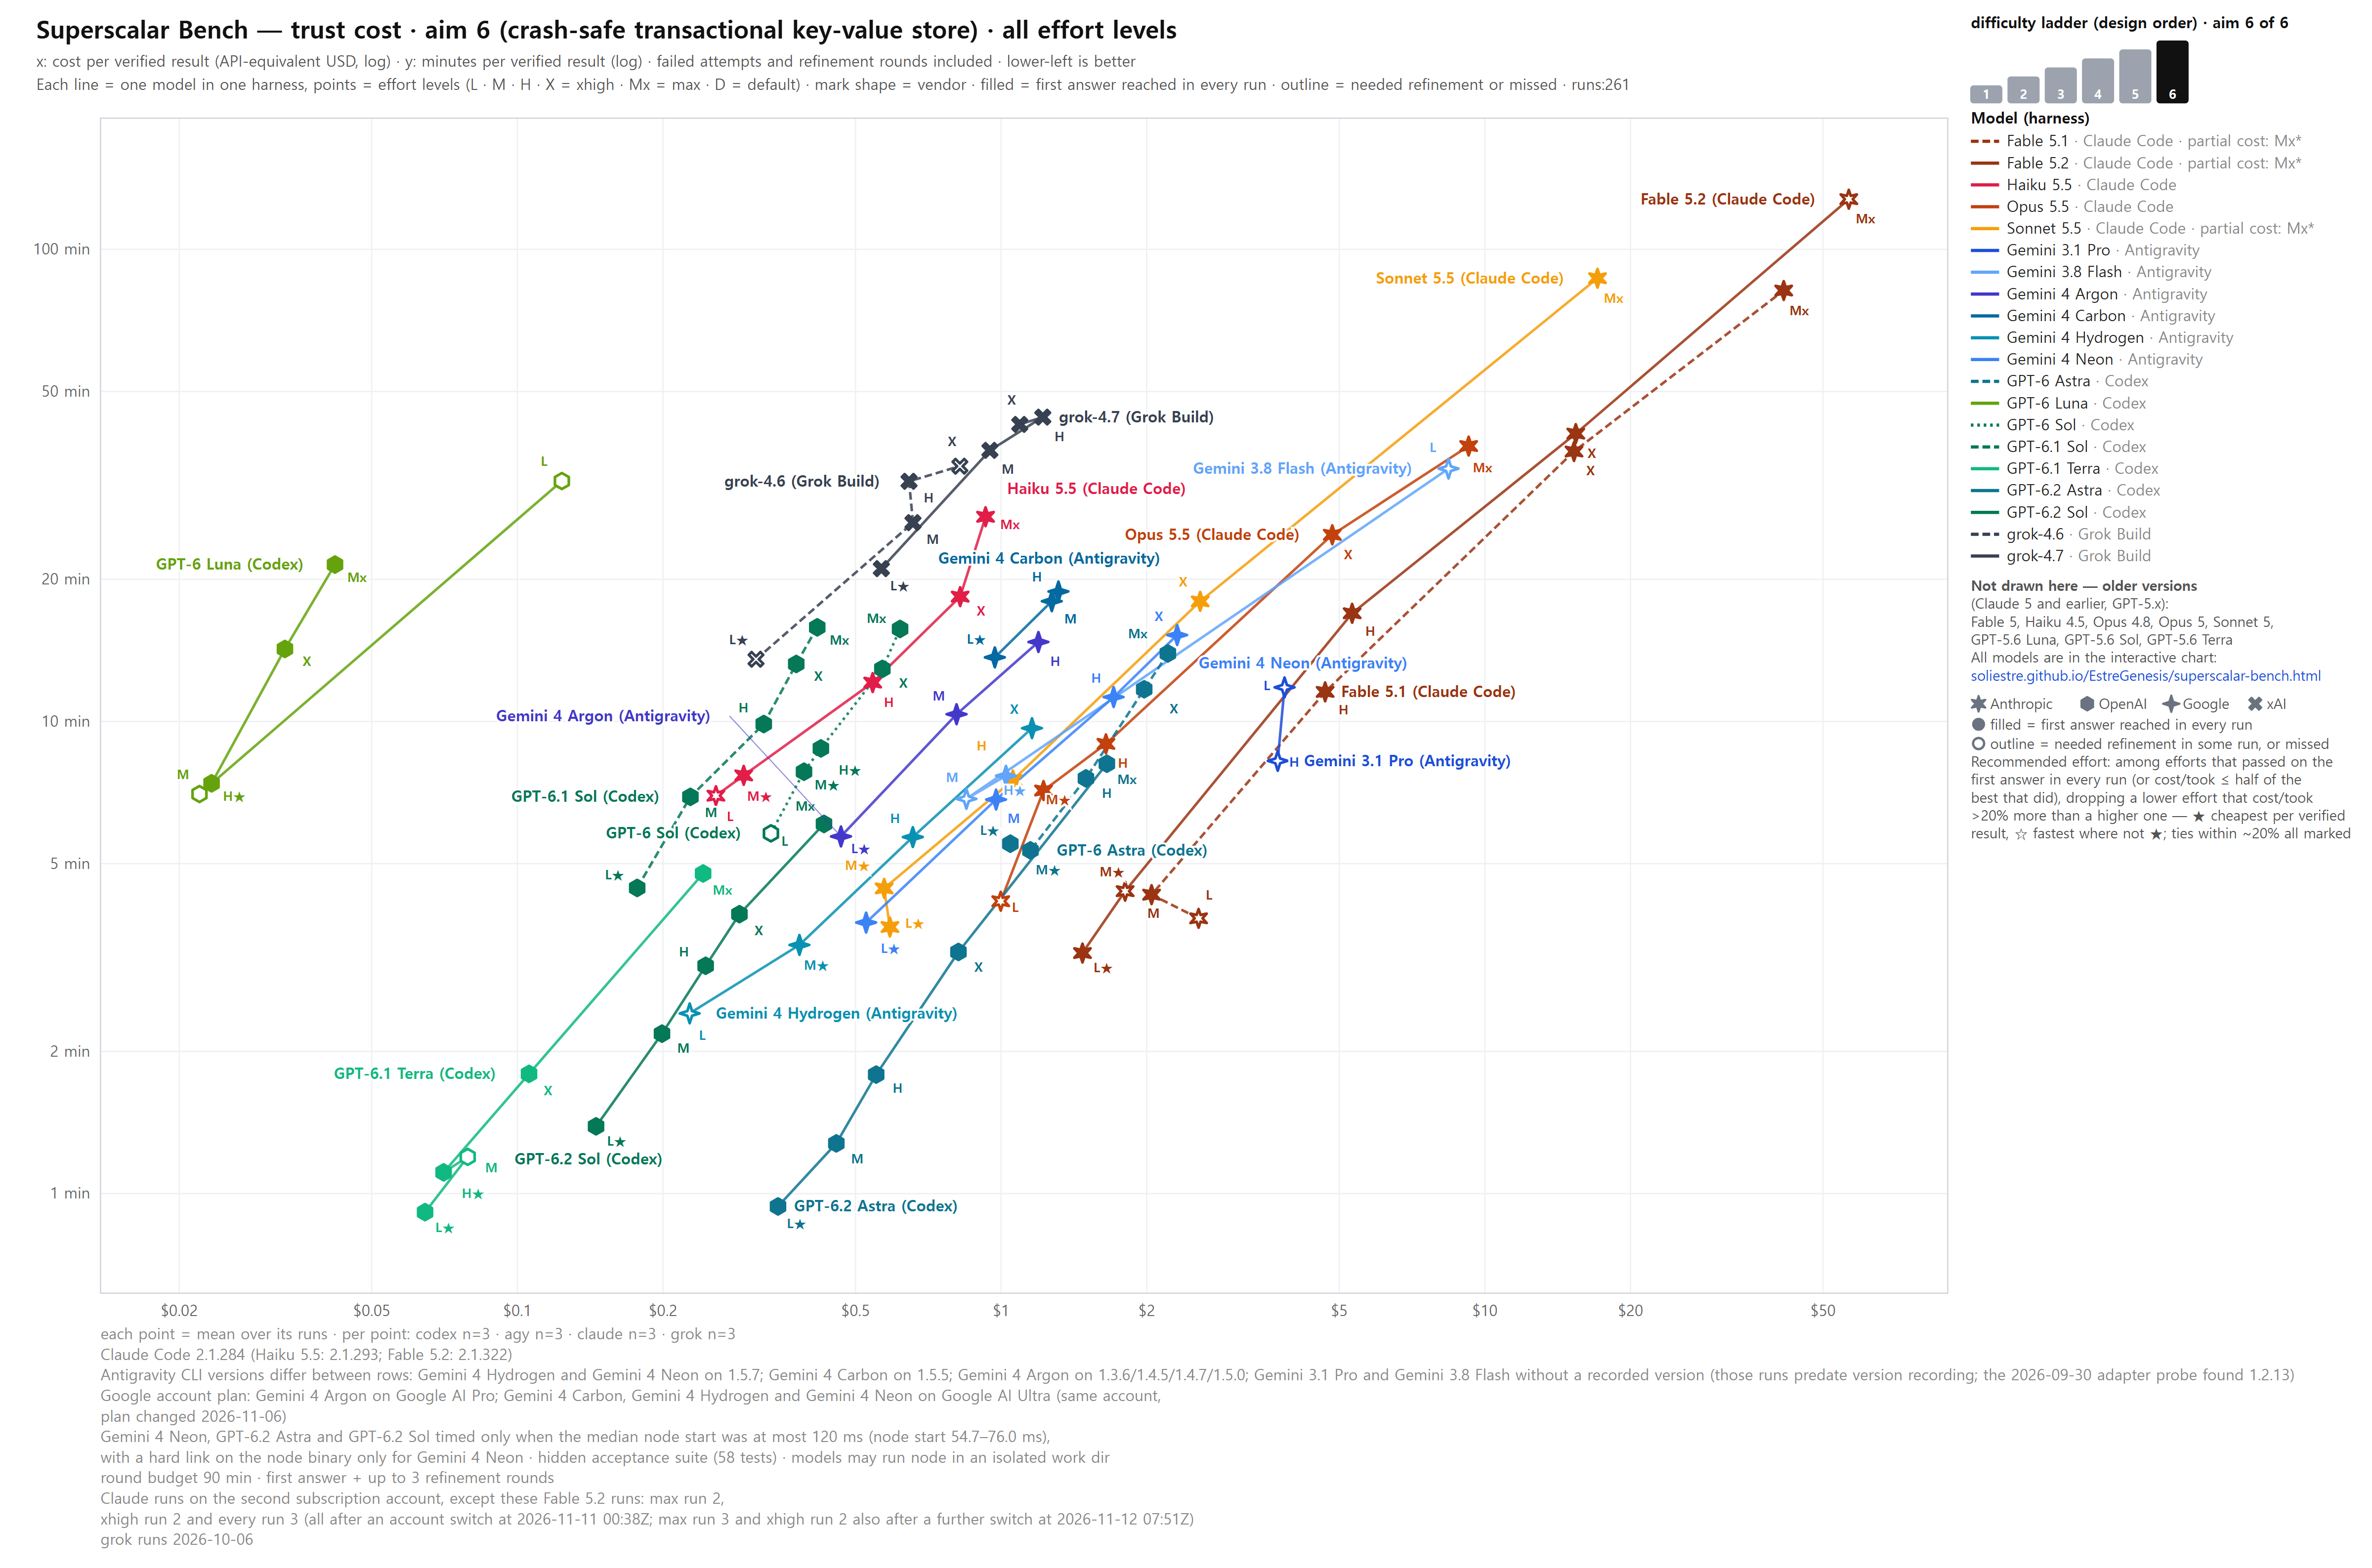 Superscalar Bench — trust cost · aim 6 (crash-safe transactional key-value store) · all effort levels
x: cost per verified result (API-equivalent USD, log) · y: minutes per verified result (log) · failed attempts and refinement rounds included · lower-left is better
Each line = one model in one harness, points = effort levels (L · M · H · X = xhigh · Mx = max · D = default) · mark shape = vendor · filled = first answer reached in every run · outline = needed refinement or missed · runs:261
difficulty ladder (design order) · aim 6 of 6
1
2
3
4
5
6
Model (harness)
Fable 5.1 · Claude Code · partial cost: Mx*
Fable 5.2 · Claude Code · partial cost: Mx*
Haiku 5.5 · Claude Code
Opus 5.5 · Claude Code
Sonnet 5.5 · Claude Code · partial cost: Mx*
Gemini 3.1 Pro · Antigravity
Gemini 3.8 Flash · Antigravity
Gemini 4 Argon · Antigravity
Gemini 4 Carbon · Antigravity
Gemini 4 Hydrogen · Antigravity
Gemini 4 Neon · Antigravity
GPT-6 Astra · Codex
GPT-6 Luna · Codex
GPT-6 Sol · Codex
GPT-6.1 Sol · Codex
GPT-6.1 Terra · Codex
GPT-6.2 Astra · Codex
GPT-6.2 Sol · Codex
grok-4.6 · Grok Build
grok-4.7 · Grok Build
Not drawn here — older versions
(Claude 5 and earlier, GPT-5.x):
Fable 5, Haiku 4.5, Opus 4.8, Opus 5, Sonnet 5,
GPT-5.6 Luna, GPT-5.6 Sol, GPT-5.6 Terra
All models are in the interactive chart:
soliestre.github.io/EstreGenesis/superscalar-bench.html
Anthropic
OpenAI
Google
xAI
filled = first answer reached in every run
outline = needed refinement in some run, or missed
Recommended effort: among efforts that passed on the
first answer in every run (or cost/took ≤ half of the
best that did), dropping a lower effort that cost/took
>20% more than a higher one — ★ cheapest per verified
result, ☆ fastest where not ★; ties within ~20% all marked
100 min
50 min
20 min
10 min
5 min
2 min
1 min
Fable 5.2 (Claude Code)
Mx
Sonnet 5.5 (Claude Code)
Mx
Mx
X
grok-4.7 (Grok Build)
H
X
M
L
Gemini 3.8 Flash (Antigravity)
Mx
X
X
grok-4.6 (Grok Build)
H
Haiku 5.5 (Claude Code)
L
Mx
M
Opus 5.5 (Claude Code)
X
GPT-6 Luna (Codex)
Mx
Gemini 4 Carbon (Antigravity)
L★
H
X
X
M
X
Mx
Mx
L★
L★
Mx
H
X
Mx
Gemini 4 Neon (Antigravity)
H
X
X
X
H
L
Fable 5.1 (Claude Code)
H
H
H
M
X
X
Gemini 4 Argon (Antigravity)
H
H
Gemini 3.1 Pro (Antigravity)
H
M
H★
M
H★
M★
H★
Mx
H
GPT-6.1 Sol (Codex)
M★
Mx
M★
M
L
M
H
L★
GPT-6 Sol (Codex)
L
L★
GPT-6 Astra (Codex)
M★
M★
M★
L★
Mx
L
L
M
L★
L★
X
H
M★
X
L★
Gemini 4 Hydrogen (Antigravity)
L
M
GPT-6.1 Terra (Codex)
X
H
L★
GPT-6.2 Sol (Codex)
M
M
H★
GPT-6.2 Astra (Codex)
L★
L★
$0.02
$0.05
$0.1
$0.2
$0.5
$1
$2
$5
$10
$20
$50
each point = mean over its runs · per point: codex n=3 · agy n=3 · claude n=3 · grok n=3
Claude Code 2.1.284 (Haiku 5.5: 2.1.293; Fable 5.2: 2.1.322)
Antigravity CLI versions differ between rows: Gemini 4 Hydrogen and Gemini 4 Neon on 1.5.7; Gemini 4 Carbon on 1.5.5; Gemini 4 Argon on 1.3.6/1.4.5/1.4.7/1.5.0; Gemini 3.1 Pro and Gemini 3.8 Flash without a recorded version (those runs predate version recording; the 2026-09-30 adapter probe found 1.2.13)
Google account plan: Gemini 4 Argon on Google AI Pro; Gemini 4 Carbon, Gemini 4 Hydrogen and Gemini 4 Neon on Google AI Ultra (same account,
plan changed 2026-11-06)
Gemini 4 Neon, GPT-6.2 Astra and GPT-6.2 Sol timed only when the median node start was at most 120 ms (node start 54.7–76.0 ms),
with a hard link on the node binary only for Gemini 4 Neon · hidden acceptance suite (58 tests) · models may run node in an isolated work dir
round budget 90 min · first answer + up to 3 refinement rounds
Claude runs on the second subscription account, except these Fable 5.2 runs: max run 2,
xhigh run 2 and every run 3 (all after an account switch at 2026-11-11 00:38Z; max run 3 and xhigh run 2 also after a further switch at 2026-11-12 07:51Z)
grok runs 2026-10-06